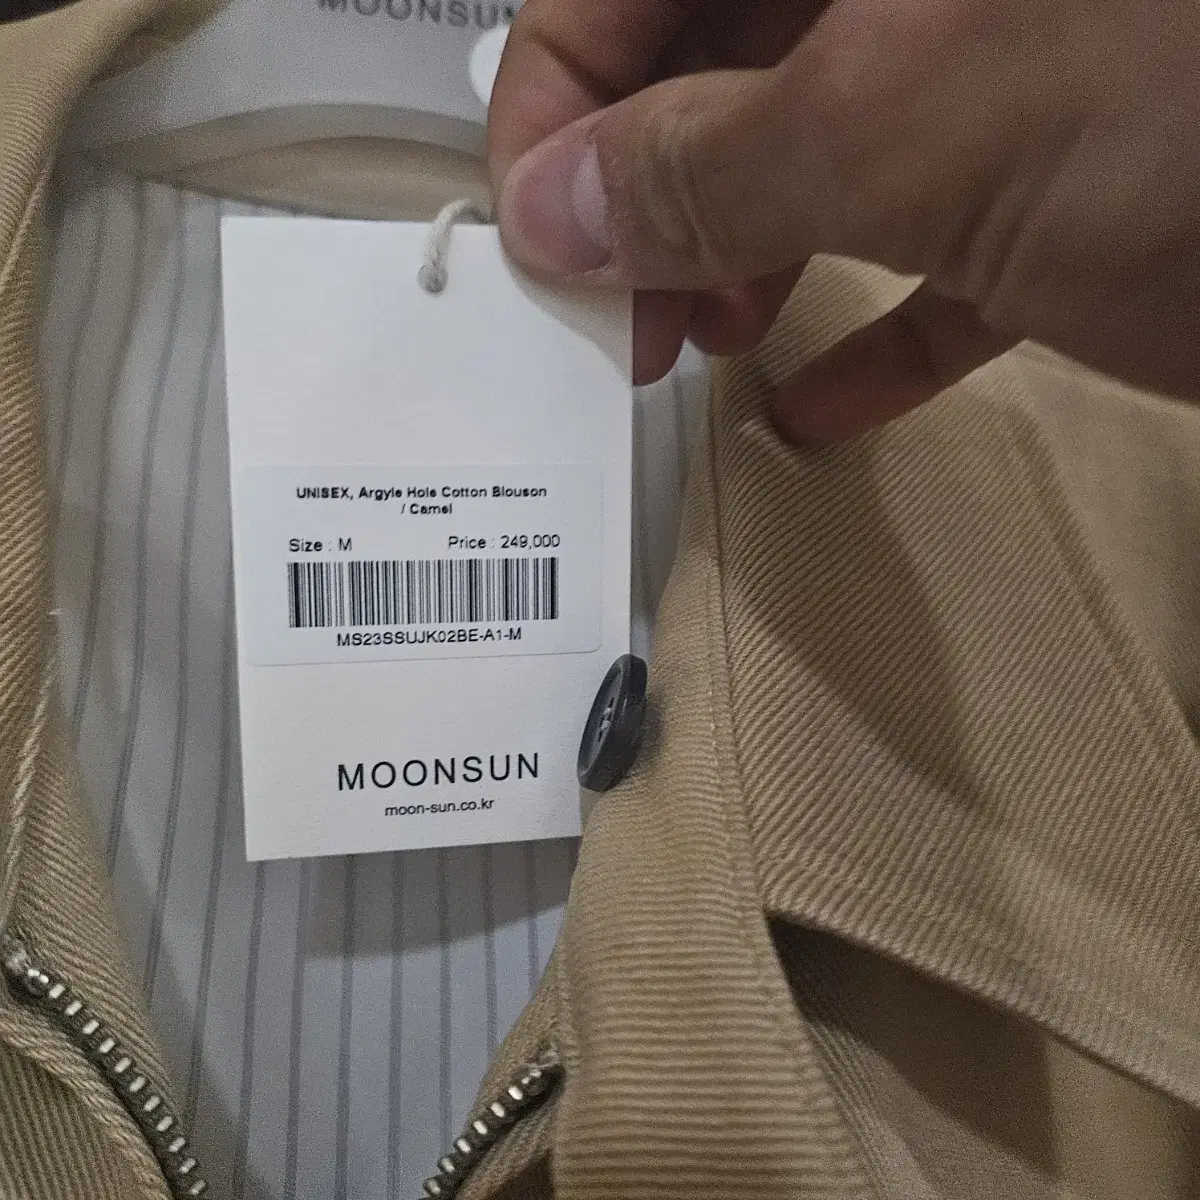 MOONSUN
UNISEX, Argyle Hole Cotton Blouson
/ Camel
Size : M Price : 249,000
MS23SSUJK02BE-A1-M
MOONSUN
moon-sun.co.kr